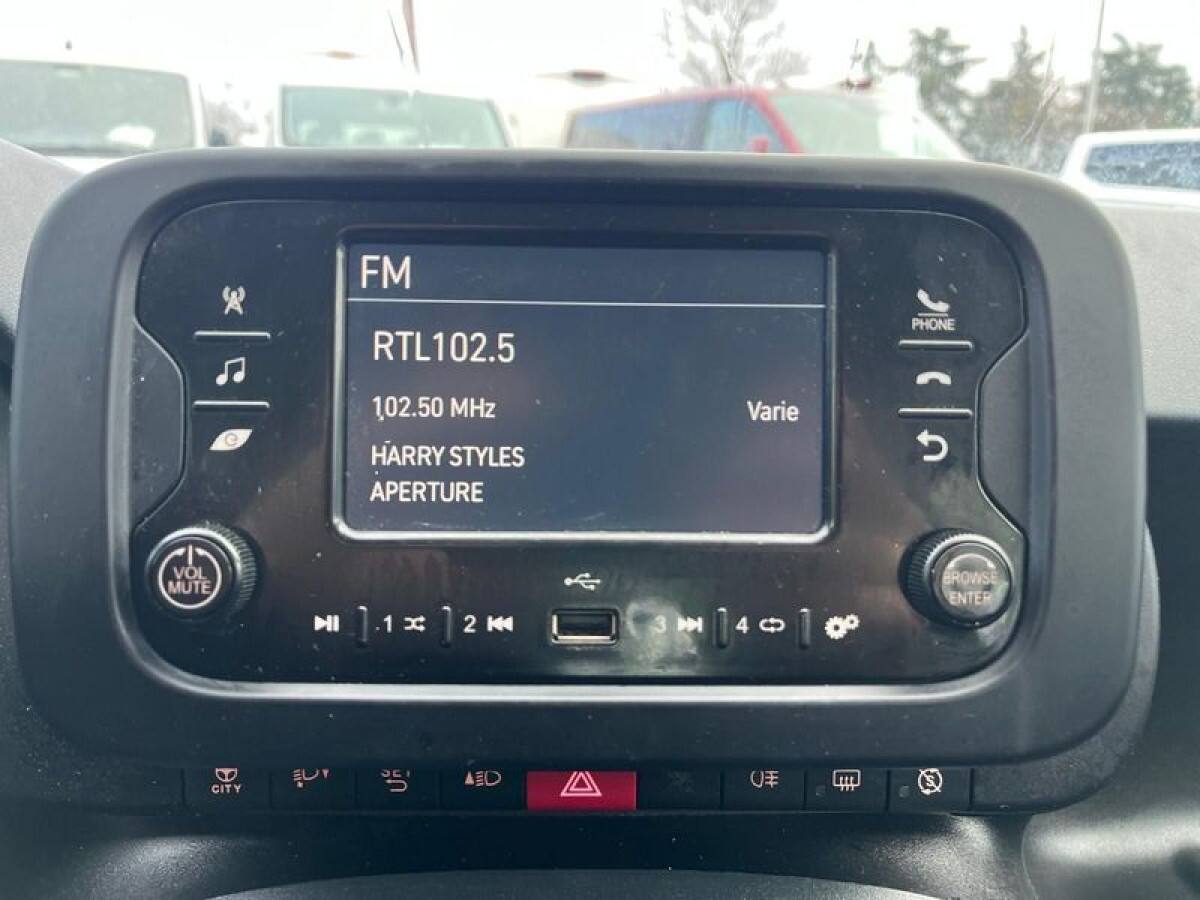 FM
RTL102.5
102.50 MHz
Varie
HARRY STYLES
APERTURE
PHONE
VOL
MUTE
BROWSE
ENTER
1
2
3
4
CITY
SET